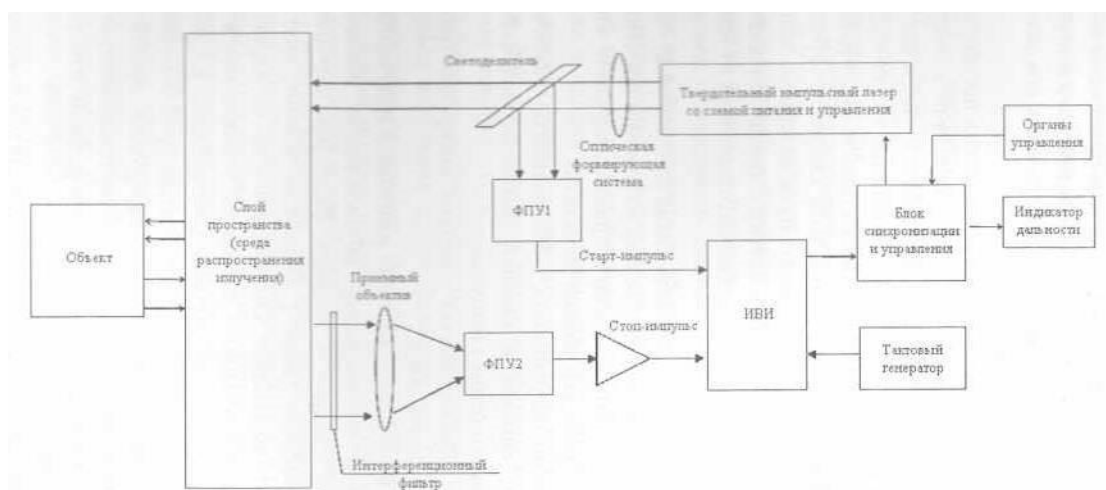 Светоделитель
Твердотельный импульсный лазер
со схемой питания и управления
Органы
управления
Оптическая
формирующая
система
ФПУ1
Блок
синхронизации
и управления
Индикатор
дальности
Слой
пространства
(среда
распространения
излучения)
Объект
Старт-импульс
Приемный
объектив
ИВИ
Стоп-импульс
ФПУ2
Тактовый
генератор
Интерференционный
фильтр